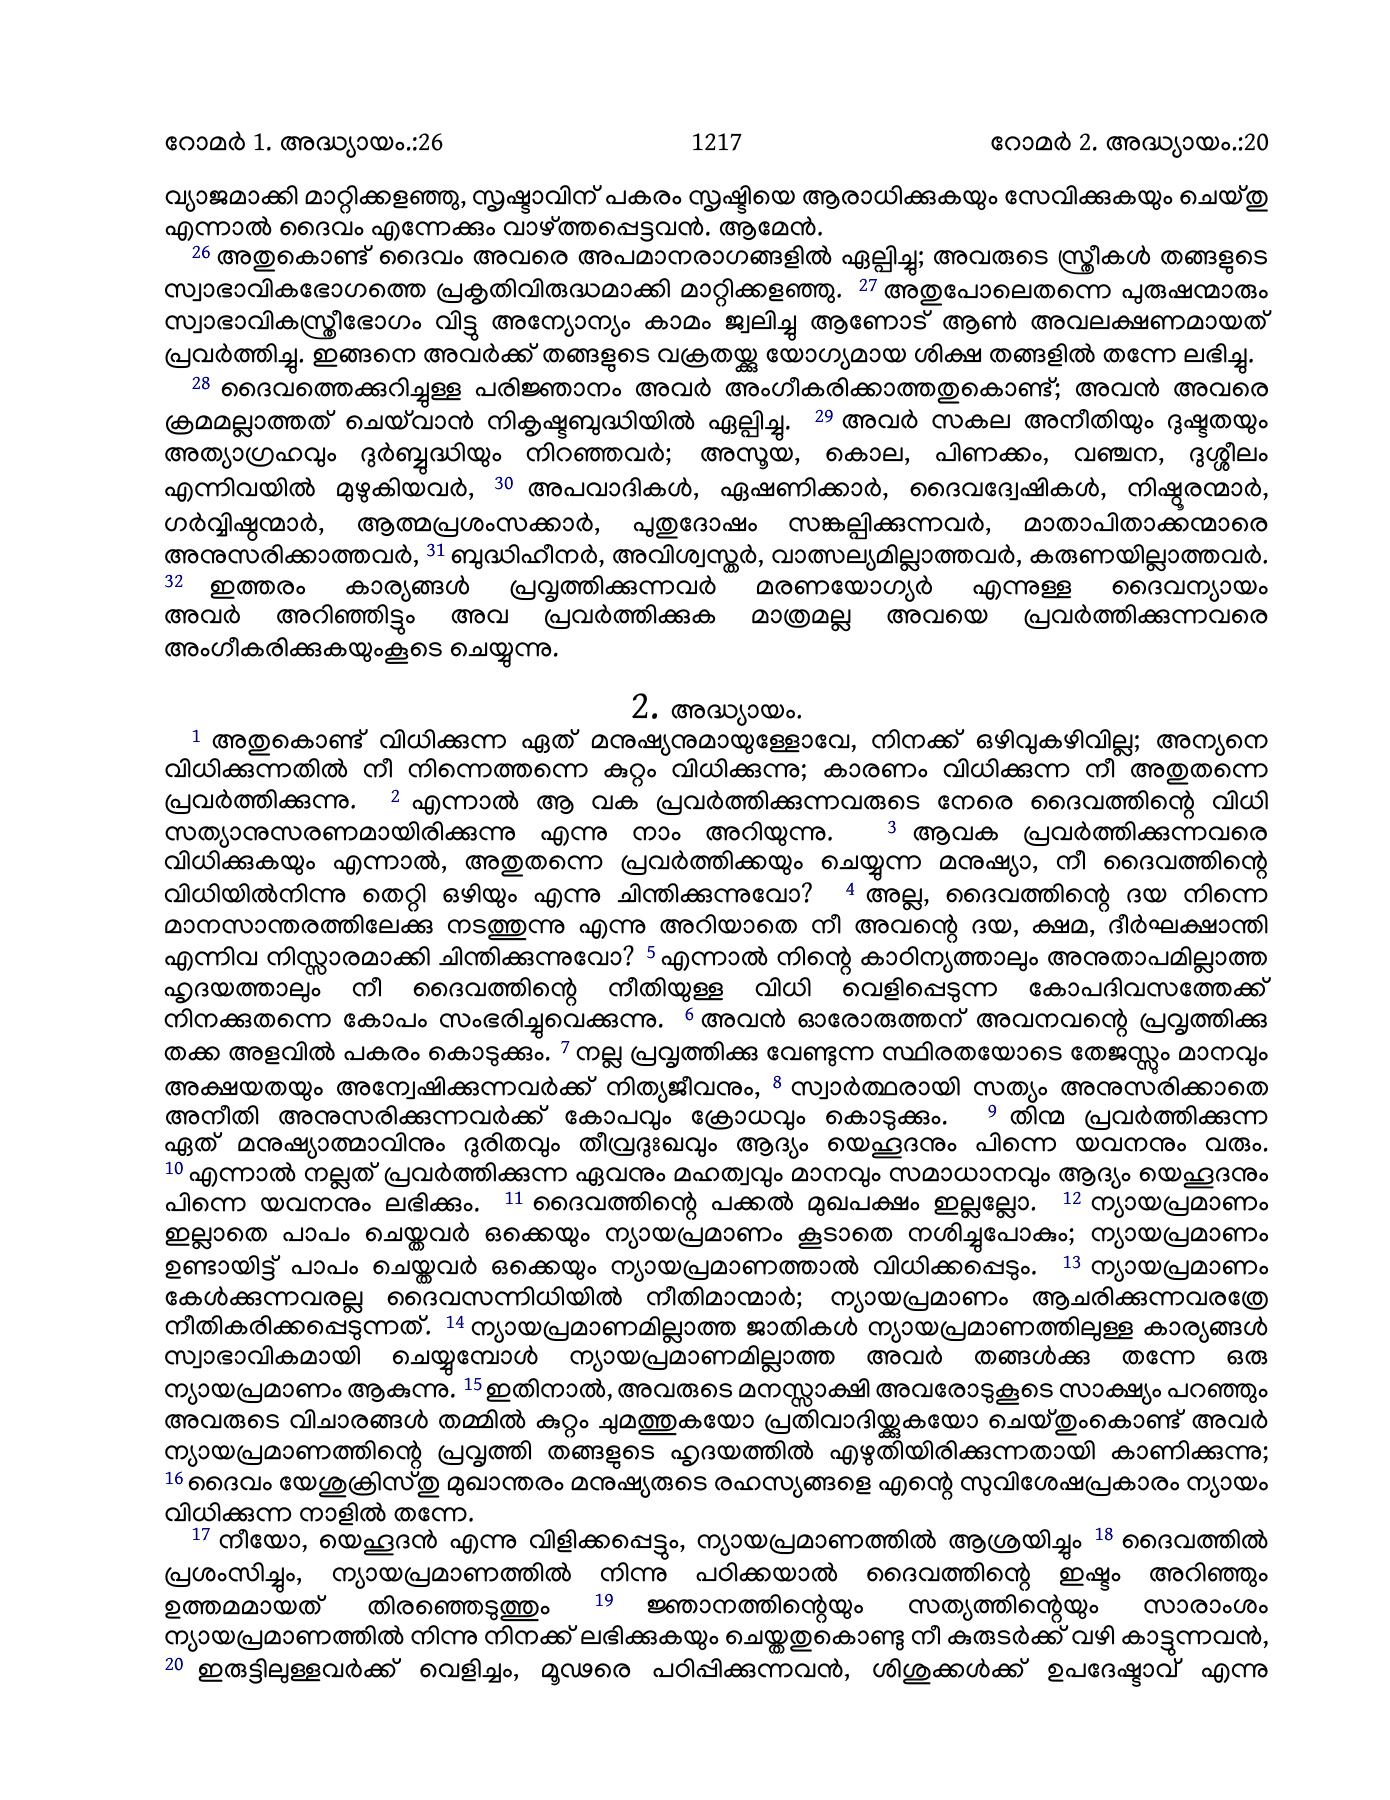 റോമർ 1. അദ്ധ്യായം.:26 1217 റോമർ 2. അദ്ധ്യായം.:20
വ്യാജമാക്കി മാറ്റിക്കളഞ്ഞു, സൃഷ്ടാവിന് പകരം സൃഷ്ടിയെ ആരാധിക്കുകയും സേവിക്കുകയും ചെയ്തു
എന്നാൽ ദൈവം എന്നേക്കും വാഴ്ത്തപ്പെട്ടവൻ. ആമേൻ.
26 അതുകൊണ്ട് ദൈവം അവരെ അപമാനരാഗങ്ങളിൽ ഏല്പിച്ചു; അവരുടെ സ്ത്രീകൾ തങ്ങളുടെ
സ്വാഭാവികഭോഗത്തെ പ്രകൃതിവിരുദ്ധമാക്കി മാറ്റിക്കളഞ്ഞു. 27 അതുപോലെതന്നെ പുരുഷന്മാരും
സ്വാഭാവികസ്ത്രീഭോഗം വിട്ടു അന്യോന്യം കാമം ജ്വലിച്ചു ആണോട് ആൺ അവലക്ഷണമായത്
പ്രവർത്തിച്ചു. ഇങ്ങനെ അവർക്ക് തങ്ങളുടെ വക്രതയ്ക്കു യോഗ്യമായ ശിക്ഷ തങ്ങളിൽ തന്നേ ലഭിച്ചു.
28 ദൈവത്തെക്കുറിച്ചുള്ള പരിജ്ഞാനം അവർ അംഗീകരിക്കാത്തതുകൊണ്ട്; അവൻ അവരെ
ക്രമമല്ലാത്തത് ചെയ്‌വാൻ നികൃഷ്ടബുദ്ധിയിൽ ഏല്പിച്ചു. 29 അവർ സകല അനീതിയും ദുഷ്ടതയും
അത്യാഗ്രഹവും ദുർബ്ബുദ്ധിയും നിറഞ്ഞവർ; അസൂയ, കൊല, പിണക്കം, വഞ്ചന, ദുശ്ശീലം
എന്നിവയിൽ മുഴുകിയവർ, 30 അപവാദികൾ, ഏഷണിക്കാർ, ദൈവദ്വേഷികൾ, നിഷ്ഠൂരന്മാർ,
ഗർവ്വിഷ്ഠന്മാർ, ആത്മപ്രശംസക്കാർ, പുതുദോഷം സങ്കല്പിക്കുന്നവർ, മാതാപിതാക്കന്മാരെ
അനുസരിക്കാത്തവർ, 31 ബുദ്ധിഹീനർ, അവിശ്വസ്തർ, വാത്സല്യമില്ലാത്തവർ, കരുണയില്ലാത്തവർ.
32 ഇത്തരം കാര്യങ്ങൾ പ്രവൃത്തിക്കുന്നവർ മരണയോഗ്യർ എന്നുള്ള ദൈവന്യായം
അവർ അറിഞ്ഞിട്ടും അവ പ്രവർത്തിക്കുക മാത്രമല്ല അവയെ പ്രവർത്തിക്കുന്നവരെ
അംഗീകരിക്കുകയുംകൂടെ ചെയ്യുന്നു.
2. അദ്ധ്യായം.
1 അതുകൊണ്ട് വിധിക്കുന്ന ഏത് മനുഷ്യനുമായുള്ളോവേ, നിനക്ക് ഒഴിവുകഴിവില്ല; അന്യനെ
വിധിക്കുന്നതിൽ നീ നിന്നെത്തന്നെ കുറ്റം വിധിക്കുന്നു; കാരണം വിധിക്കുന്ന നീ അതുതന്നെ
പ്രവർത്തിക്കുന്നു. 2 എന്നാൽ ആ വക പ്രവർത്തിക്കുന്നവരുടെ നേരെ ദൈവത്തിന്റെ വിധി
സത്യാനുസരണമായിരിക്കുന്നു എന്നു നാം അറിയുന്നു. 3 ആവക പ്രവർത്തിക്കുന്നവരെ
വിധിക്കുകയും എന്നാൽ, അതുതന്നെ പ്രവർത്തിക്കയും ചെയ്യുന്ന മനുഷ്യാ, നീ ദൈവത്തിന്റെ
വിധിയിൽനിന്നു തെറ്റി ഒഴിയും എന്നു ചിന്തിക്കുന്നുവോ? 4 അല്ല, ദൈവത്തിന്റെ ദയ നിന്നെ
മാനസാന്തരത്തിലേക്കു നടത്തുന്നു എന്നു അറിയാതെ നീ അവന്റെ ദയ, ക്ഷമ, ദീർഘക്ഷാന്തി
എന്നിവ നിസ്സാരമാക്കി ചിന്തിക്കുന്നുവോ? 5 എന്നാൽ നിന്റെ കാഠിന്യത്താലും അനുതാപമില്ലാത്ത
ഹൃദയത്താലും നീ ദൈവത്തിന്റെ നീതിയുള്ള വിധി വെളിപ്പെടുന്ന കോപദിവസത്തേക്ക്
നിനക്കുതന്നെ കോപം സംഭരിച്ചുവെക്കുന്നു. 6 അവൻ ഓരോരുത്തന് അവനവന്റെ പ്രവൃത്തിക്കു
തക്ക അളവിൽ പകരം കൊടുക്കും. 7 നല്ല പ്രവൃത്തിക്കു വേണ്ടുന്ന സ്ഥിരതയോടെ തേജസ്സും മാനവും
അക്ഷയതയും അന്വേഷിക്കുന്നവർക്ക് നിത്യജീവനും, 8 സ്വാർത്ഥരായി സത്യം അനുസരിക്കാതെ
അനീതി അനുസരിക്കുന്നവർക്ക് കോപവും ക്രോധവും കൊടുക്കും. 9 തിന്മ പ്രവർത്തിക്കുന്ന
ഏത് മനുഷ്യാത്മാവിനും ദുരിതവും തീവ്രദുഃഖവും ആദ്യം യെഹൂദനും പിന്നെ യവനനും വരും.
10 എന്നാൽ നല്ലത് പ്രവർത്തിക്കുന്ന ഏവനും മഹത്വവും മാനവും സമാധാനവും ആദ്യം യെഹൂദനും
പിന്നെ യവനനും ലഭിക്കും. 11 ദൈവത്തിന്റെ പക്കൽ മുഖപക്ഷം ഇല്ലല്ലോ. 12 ന്യായപ്രമാണം
ഇല്ലാതെ പാപം ചെയ്തവർ ഒക്കെയും ന്യായപ്രമാണം കൂടാതെ നശിച്ചുപോകും; ന്യായപ്രമാണം
ഉണ്ടായിട്ട് പാപം ചെയ്തവർ ഒക്കെയും ന്യായപ്രമാണത്താൽ വിധിക്കപ്പെടും. 13 ന്യായപ്രമാണം
കേൾക്കുന്നവരല്ല ദൈവസന്നിധിയിൽ നീതിമാന്മാർ; ന്യായപ്രമാണം ആചരിക്കുന്നവരത്രേ
നീതികരിക്കപ്പെടുന്നത്. 14 ന്യായപ്രമാണമില്ലാത്ത ജാതികൾ ന്യായപ്രമാണത്തിലുള്ള കാര്യങ്ങൾ
സ്വാഭാവികമായി ചെയ്യുമ്പോൾ ന്യായപ്രമാണമില്ലാത്ത അവർ തങ്ങൾക്കു തന്നേ ഒരു
ന്യായപ്രമാണം ആകുന്നു. 15 ഇതിനാൽ, അവരുടെ മനസ്സാക്ഷി അവരോടുകൂടെ സാക്ഷ്യം പറഞ്ഞും
അവരുടെ വിചാരങ്ങൾ തമ്മിൽ കുറ്റം ചുമത്തുകയോ പ്രതിവാദിയ്ക്കുകയോ ചെയ്തുംകൊണ്ട് അവർ
ന്യായപ്രമാണത്തിന്റെ പ്രവൃത്തി തങ്ങളുടെ ഹൃദയത്തിൽ എഴുതിയിരിക്കുന്നതായി കാണിക്കുന്നു;
16 ദൈവം യേശുക്രിസ്തു മുഖാന്തരം മനുഷ്യരുടെ രഹസ്യങ്ങളെ എന്റെ സുവിശേഷപ്രകാരം ന്യായം
വിധിക്കുന്ന നാളിൽ തന്നേ.
17 നീയോ, യെഹൂദൻ എന്നു വിളിക്കപ്പെട്ടും, ന്യായപ്രമാണത്തിൽ ആശ്രയിച്ചും 18 ദൈവത്തിൽ
പ്രശംസിച്ചും, ന്യായപ്രമാണത്തിൽ നിന്നു പഠിക്കയാൽ ദൈവത്തിന്റെ ഇഷ്ടം അറിഞ്ഞും
ഉത്തമമായത് തിരഞ്ഞെടുത്തും 19 ജ്ഞാനത്തിന്റെയും സത്യത്തിന്റെയും സാരാംശം
ന്യായപ്രമാണത്തിൽ നിന്നു നിനക്ക് ലഭിക്കുകയും ചെയ്തതുകൊണ്ടു നീ കുരുടർക്ക് വഴി കാട്ടുന്നവൻ,
20 ഇരുട്ടിലുള്ളവർക്ക് വെളിച്ചം, മൂഢരെ പഠിപ്പിക്കുന്നവൻ, ശിശുക്കൾക്ക് ഉപദേഷ്ടാവ് എന്നു